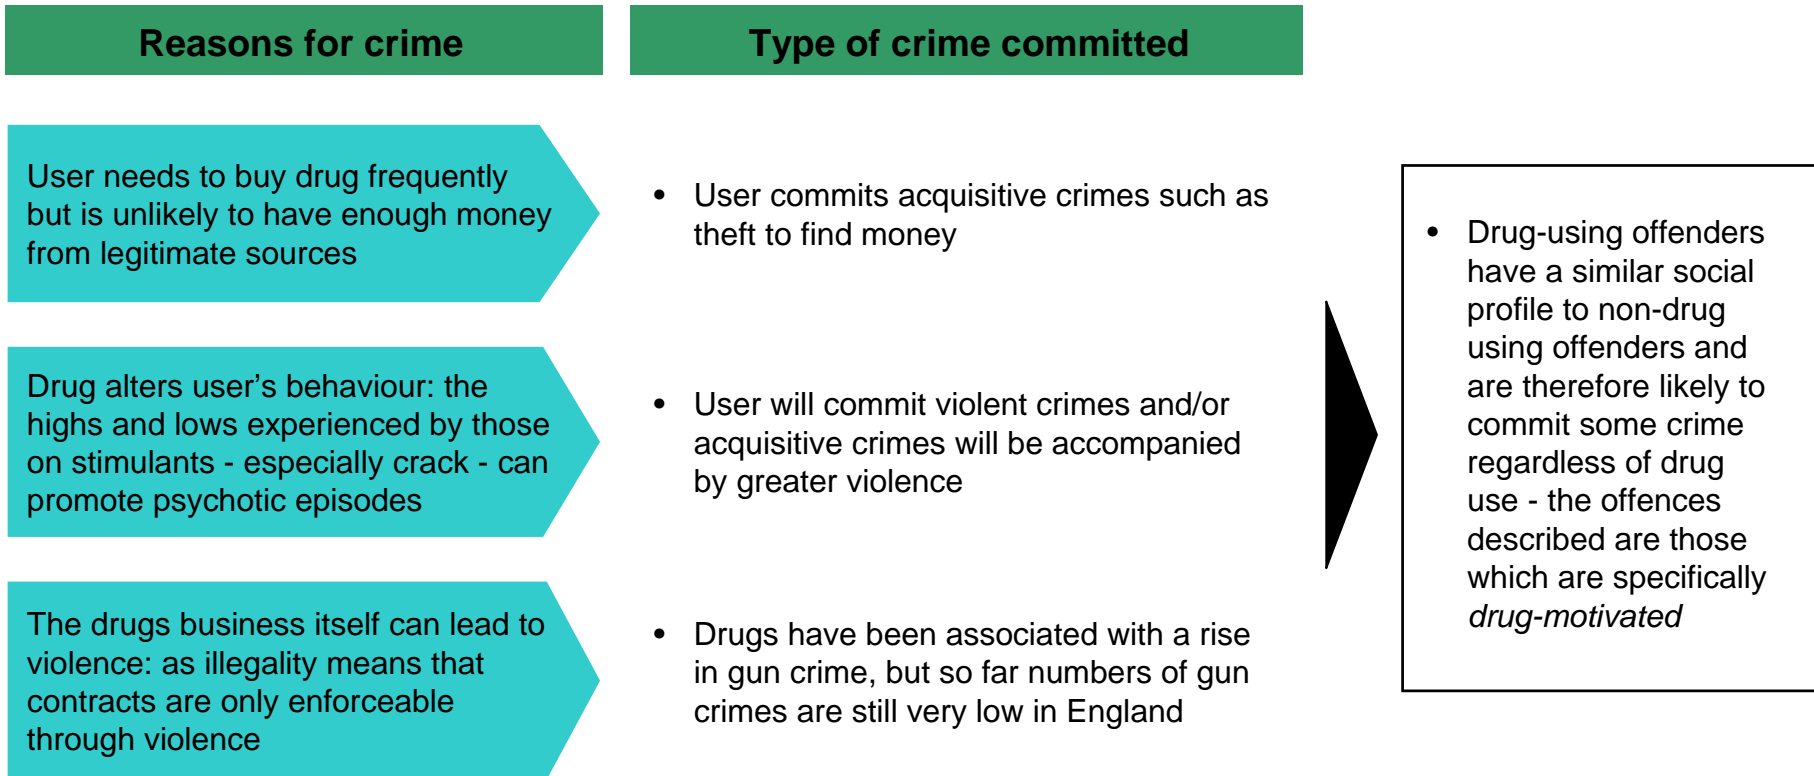 Reasons for crime
Type of crime committed
User needs to buy drug frequently
but is unlikely to have enough money
from legitimate sources
• User commits acquisitive crimes such as
theft to find money
Drug alters user’s behaviour: the
highs and lows experienced by those
on stimulants - especially crack - can
promote psychotic episodes
• User will commit violent crimes and/or
acquisitive crimes will be accompanied
by greater violence
The drugs business itself can lead to
violence: as illegality means that
contracts are only enforceable
through violence
• Drugs have been associated with a rise
in gun crime, but so far numbers of gun
crimes are still very low in England
• Drug-using offenders
have a similar social
profile to non-drug
using offenders and
are therefore likely to
commit some crime
regardless of drug
use - the offences
described are those
which are specifically
drug-motivated